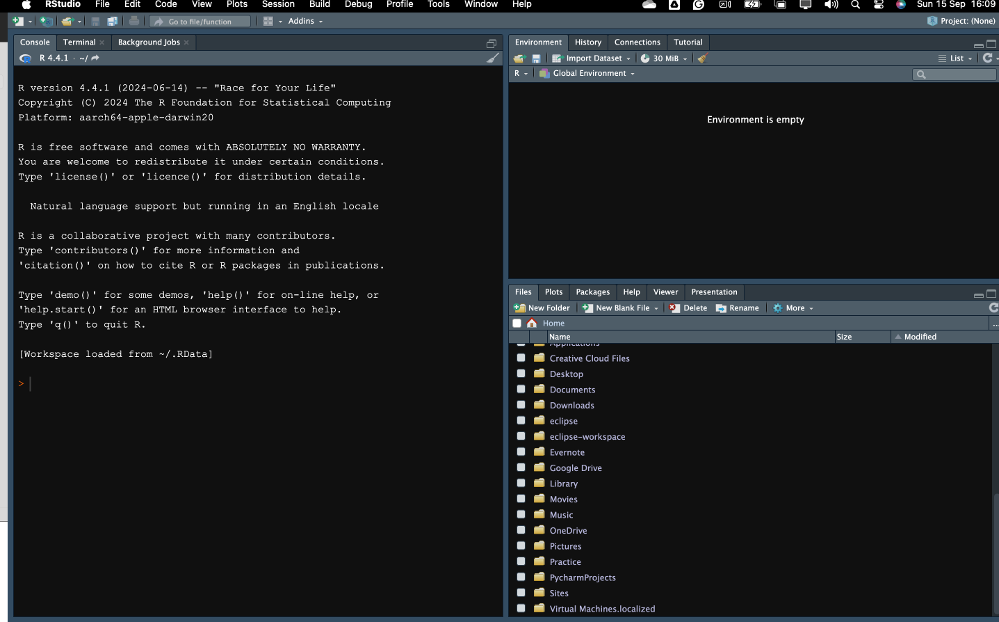 RStudio File Edit Code View Plots Session Build Debug Profile Tools Window Help Sun 15 Sep 16:09
Go to file/function Addins Project: (None)
Console Terminal Background Jobs
R 4.4.1 · ~/
R version 4.4.1 (2024-06-14) -- "Race for Your Life"
Copyright (C) 2024 The R Foundation for Statistical Computing
Platform: aarch64-apple-darwin20
R is free software and comes with ABSOLUTELY NO WARRANTY.
You are welcome to redistribute it under certain conditions.
Type 'license()' or 'licence()' for distribution details.
Natural language support but running in an English locale
R is a collaborative project with many contributors.
Type 'contributors()' for more information and
'citation()' on how to cite R or R packages in publications.
Type 'demo()' for some demos, 'help()' for on-line help, or
'help.start()' for an HTML browser interface to help.
Type 'q()' to quit R.
[Workspace loaded from ~/.RData]
>
Environment History Connections Tutorial
Import Dataset 30 MiB List
R Global Environment
Environment is empty
Files Plots Packages Help Viewer Presentation
New Folder New Blank File Delete Rename More
Home ...
Name Size Modified
Applications
Creative Cloud Files
Desktop
Documents
Downloads
eclipse
eclipse-workspace
Evernote
Google Drive
Library
Movies
Music
OneDrive
Pictures
Practice
PycharmProjects
Sites
Virtual Machines.localized